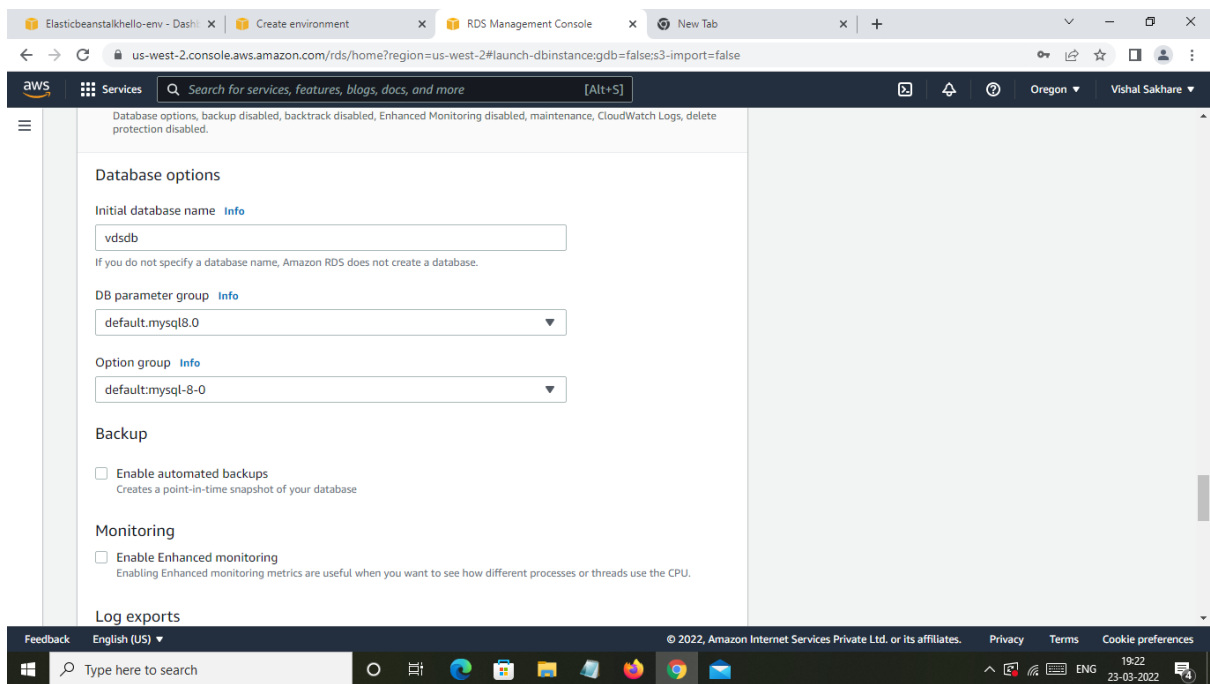 Elasticbeanstalkhello-env - Dashb
Create environment
RDS Management Console
New Tab
us-west-2.console.aws.amazon.com/rds/home?region=us-west-2#launch-dbinstance:gdb=false;s3-import=false
aws
Services
Search for services, features, blogs, docs, and more [Alt+S]
Oregon
Vishal Sakhare
Database options, backup disabled, backtrack disabled, Enhanced Monitoring disabled, maintenance, CloudWatch Logs, delete
protection disabled.
Database options
Initial database name Info
vdsdb
If you do not specify a database name, Amazon RDS does not create a database.
DB parameter group Info
default.mysql8.0
Option group Info
default:mysql-8-0
Backup
Enable automated backups
Creates a point-in-time snapshot of your database
Monitoring
Enable Enhanced monitoring
Enabling Enhanced monitoring metrics are useful when you want to see how different processes or threads use the CPU.
Log exports
Feedback English (US) © 2022, Amazon Internet Services Private Ltd. or its affiliates. Privacy Terms Cookie preferences
Type here to search
ENG
19:22
23-03-2022
4